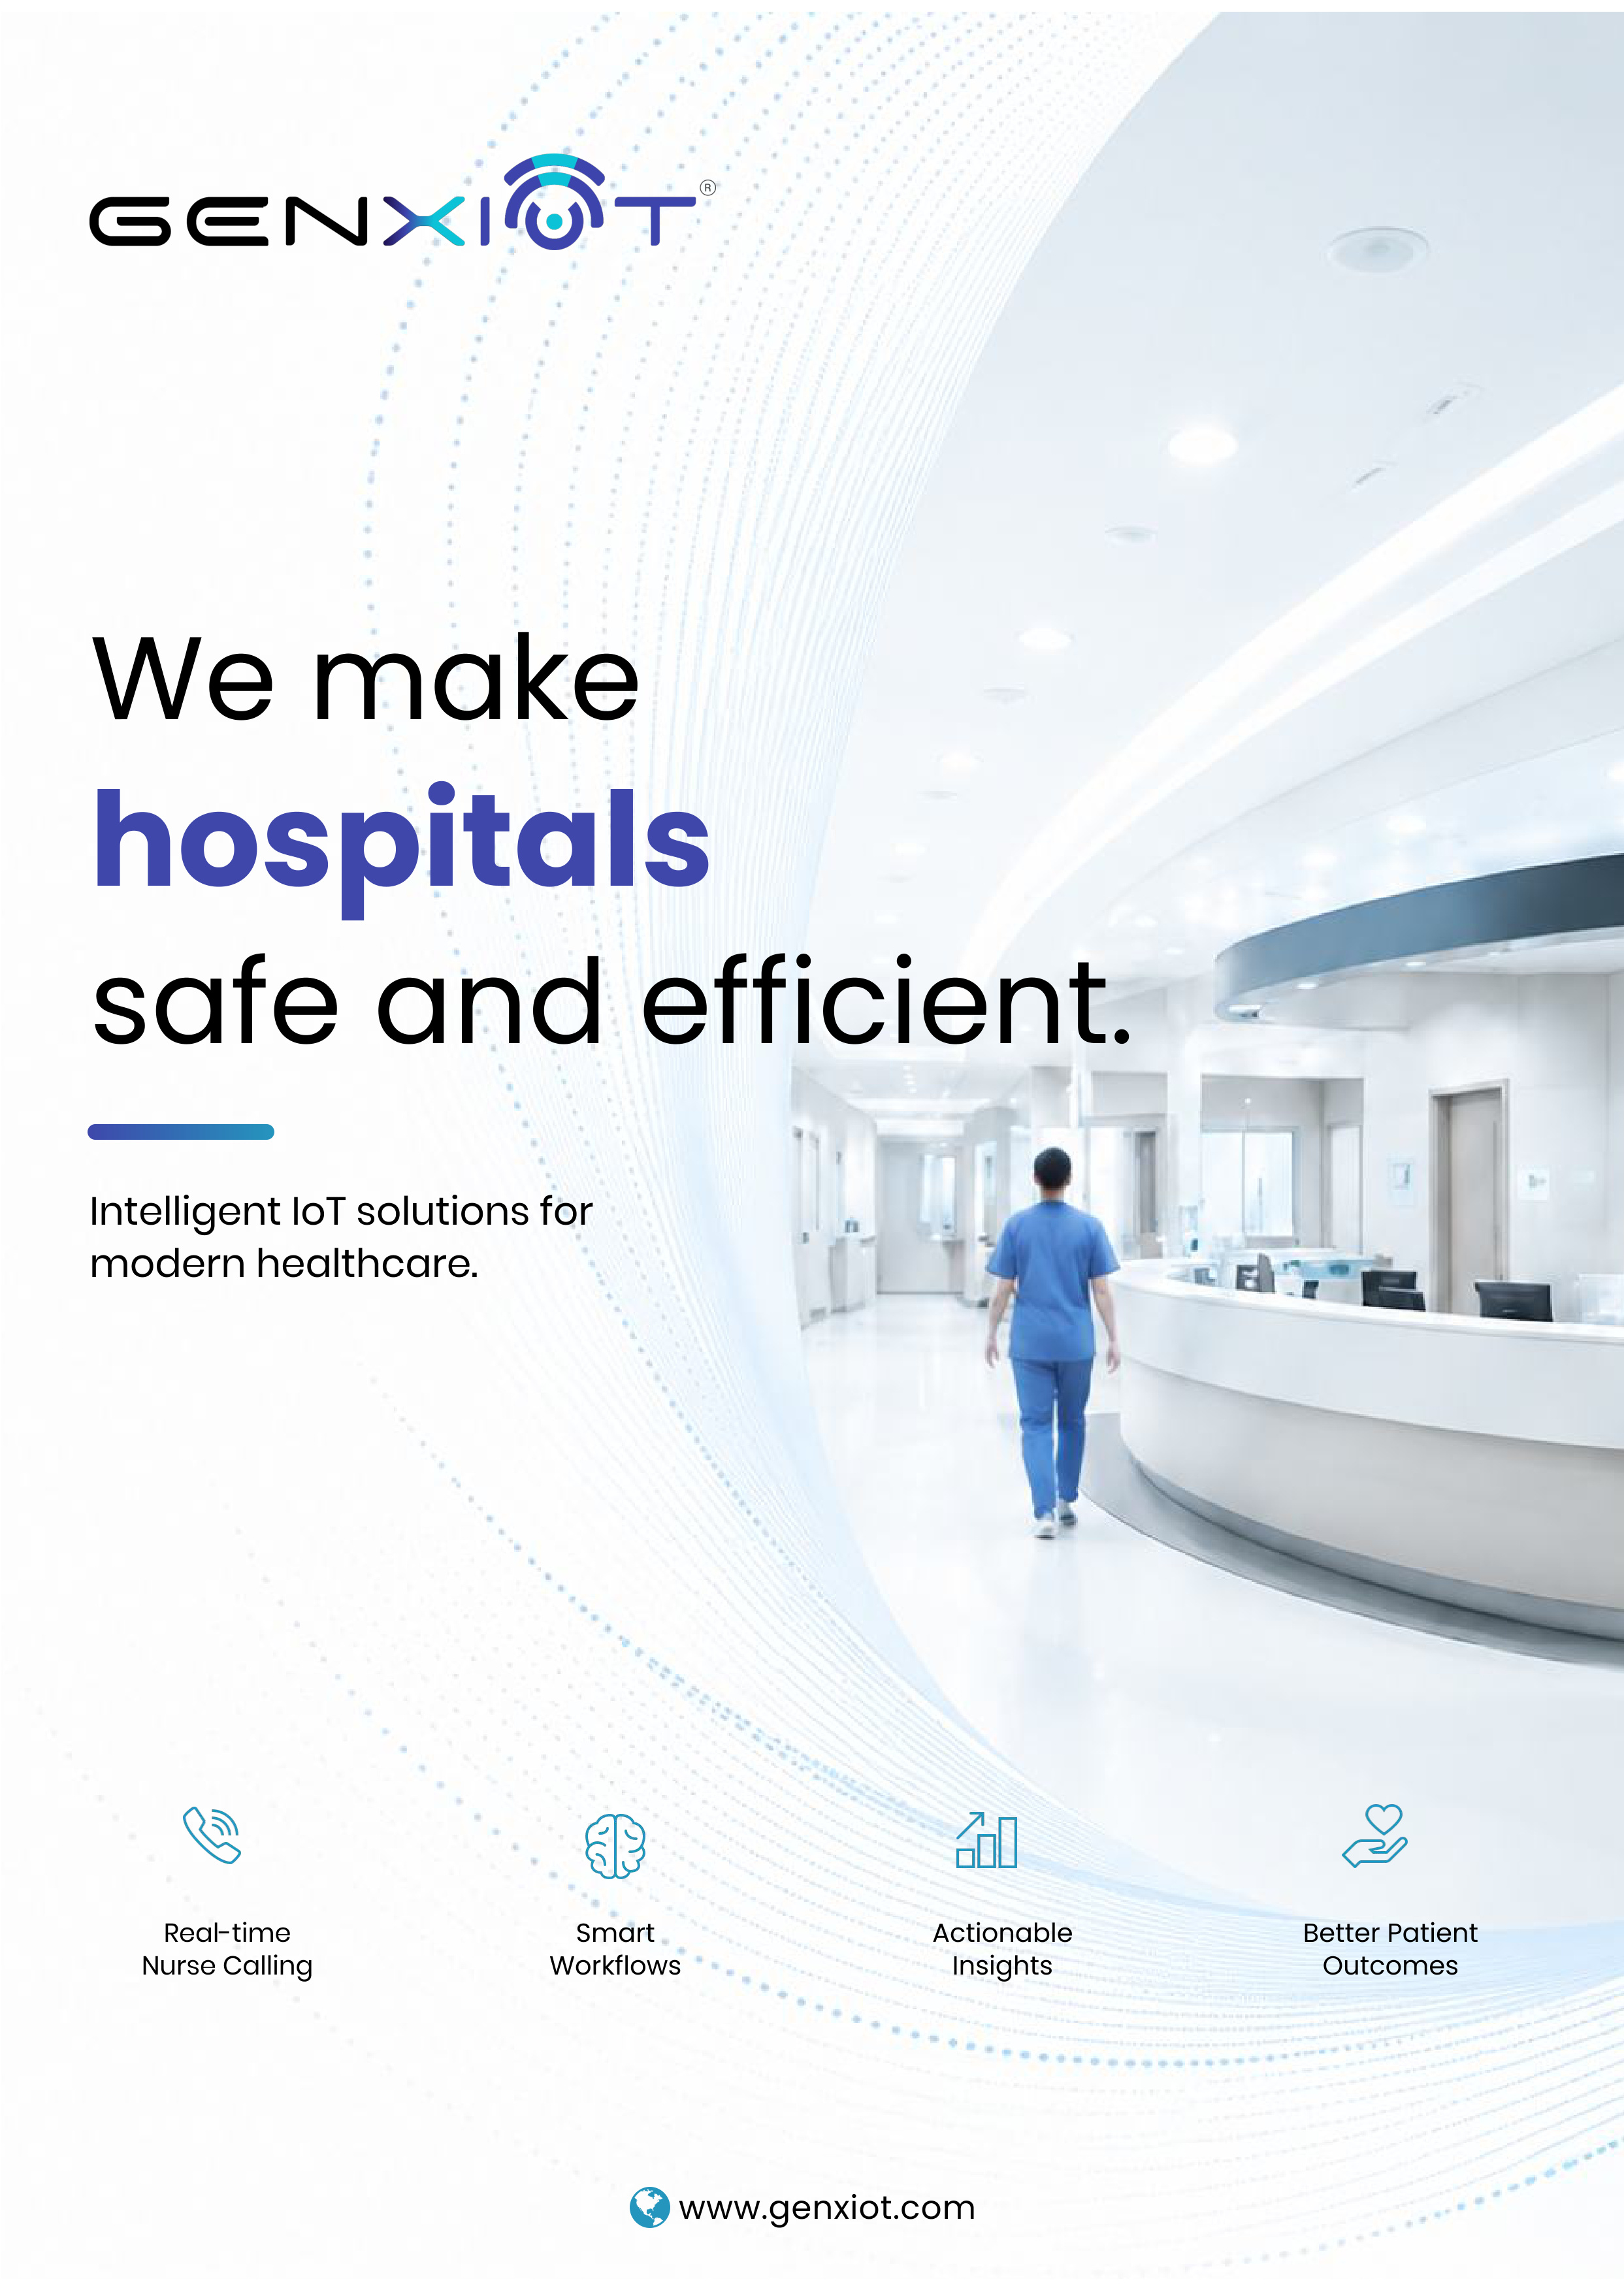 GENXIOT®
We make
hospitals
safe and efficient.
Intelligent IoT solutions for
modern healthcare.
Real-time
Nurse Calling
Smart
Workflows
Actionable
Insights
Better Patient
Outcomes
www.genxiot.com